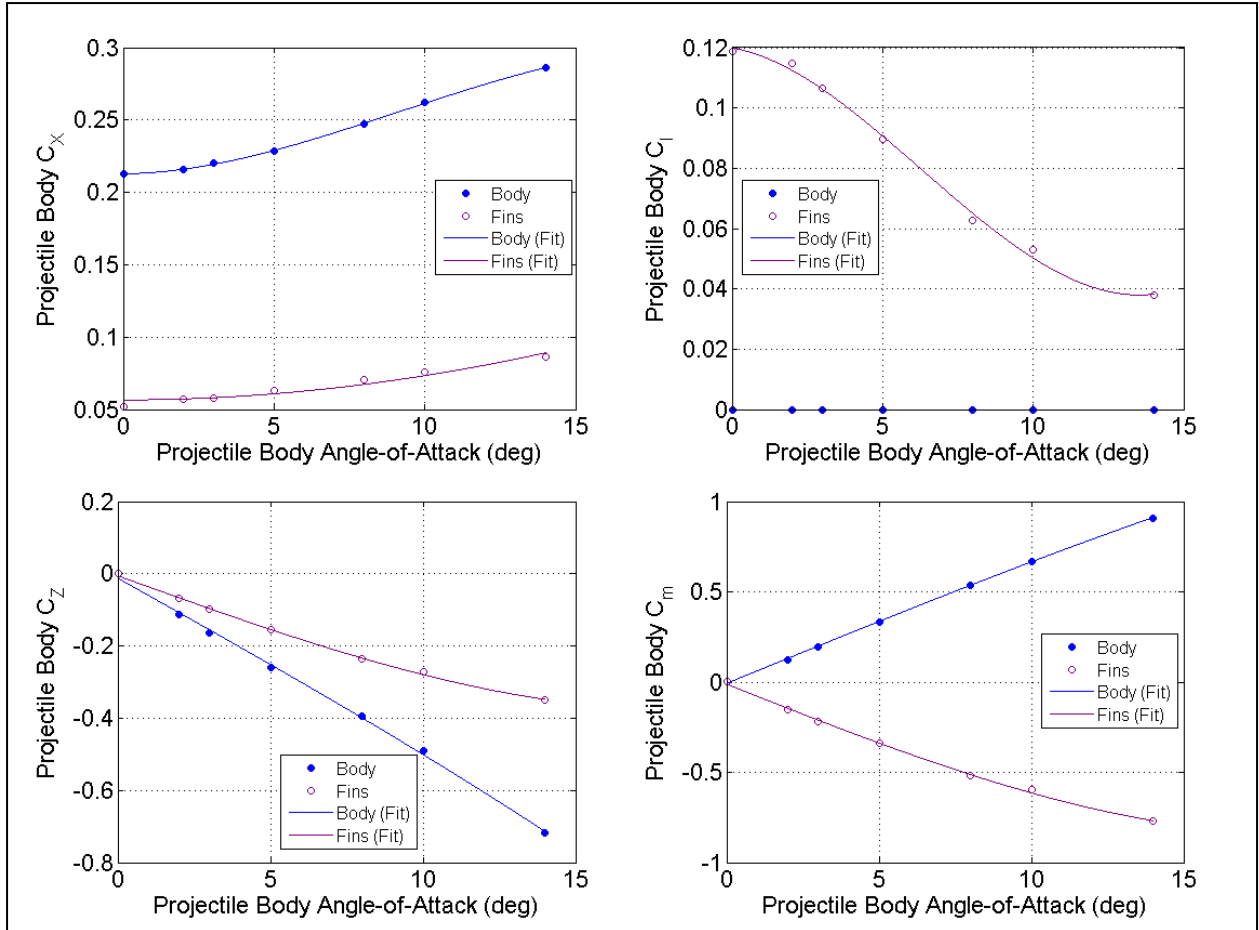 0.3
0.25
0.2
0.15
0.1
0.05
0
5
10
15
Projectile Body C_X
Projectile Body Angle-of-Attack (deg)
Body
Fins
Body (Fit)
Fins (Fit)
0.12
0.1
0.08
0.06
0.04
0.02
0
0
5
10
15
Projectile Body C_l
Projectile Body Angle-of-Attack (deg)
Body
Fins
Body (Fit)
Fins (Fit)
0.2
0
-0.2
-0.4
-0.6
-0.8
0
5
10
15
Projectile Body C_Z
Projectile Body Angle-of-Attack (deg)
Body
Fins
Body (Fit)
Fins (Fit)
1
0.5
0
-0.5
-1
0
5
10
15
Projectile Body C_m
Projectile Body Angle-of-Attack (deg)
Body
Fins
Body (Fit)
Fins (Fit)